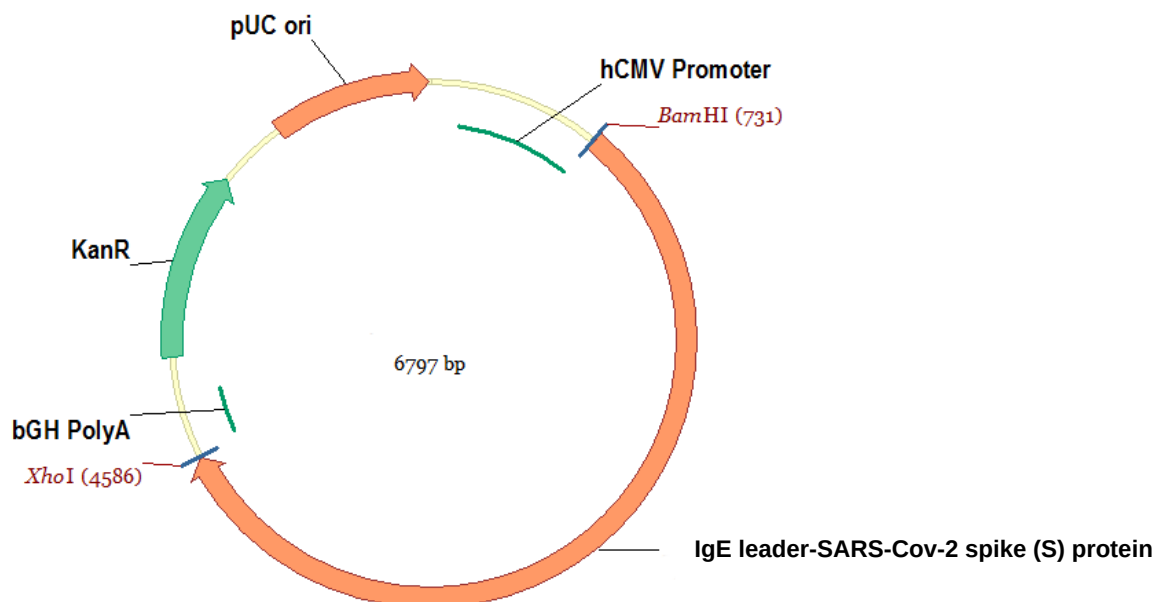 pUC ori
hCMV Promoter
BamHI (731)
KanR
6797 bp
bGH PolyA
XhoI (4586)
IgE leader-SARS-Cov-2 spike (S) protein